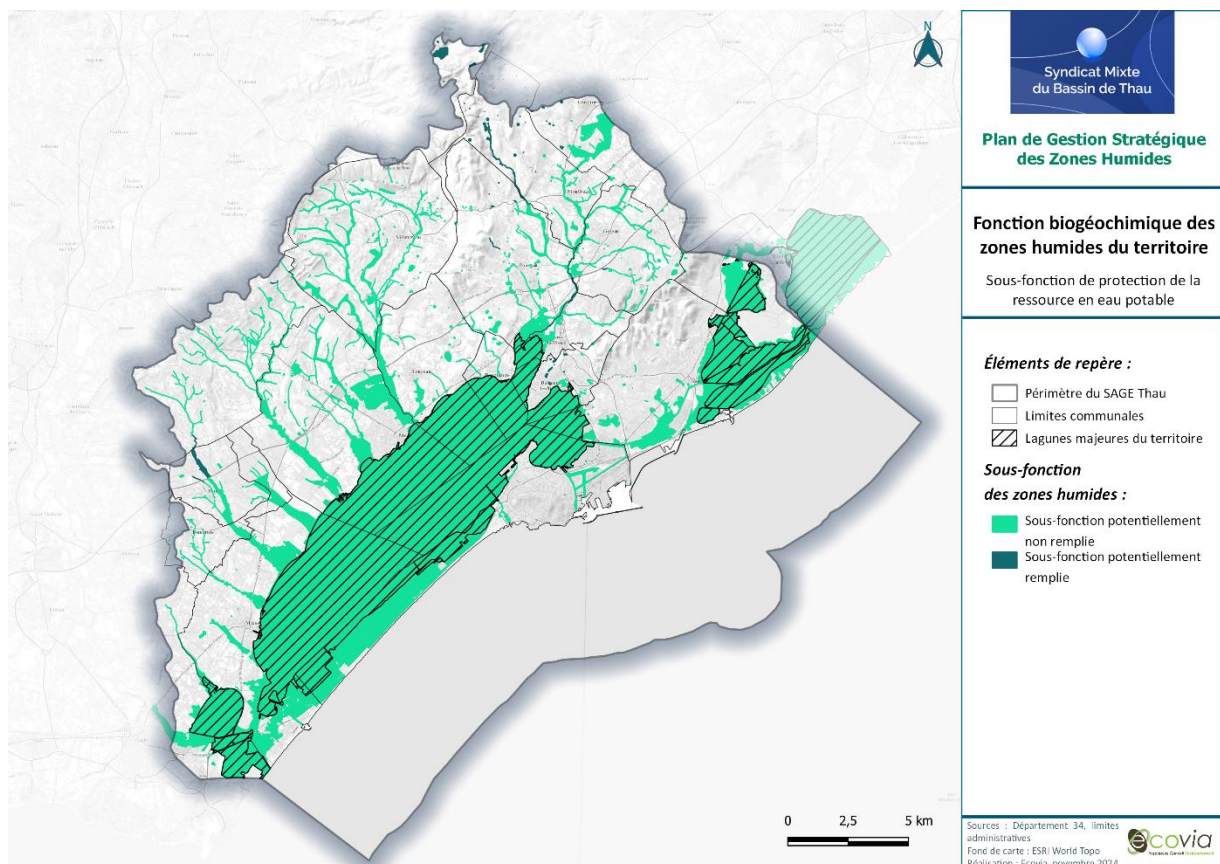 N
Syndicat Mixte
du Bassin de Thau
Plan de Gestion Stratégique
des Zones Humides
Fonction biogéochimique des
zones humides du territoire
Sous-fonction de protection de la
ressource en eau potable
Éléments de repère :
Périmètre du SAGE Thau
Limites communales
Lagunes majeures du territoire
Sous-fonction
des zones humides :
Sous-fonction potentiellement
non remplie
Sous-fonction potentiellement
remplie
0 2,5 5 km
Sources : Département 34, limites
administratives
Fond de carte : ESRI World Topo
Réalisation : Ecovia, novembre 2024
ecovia